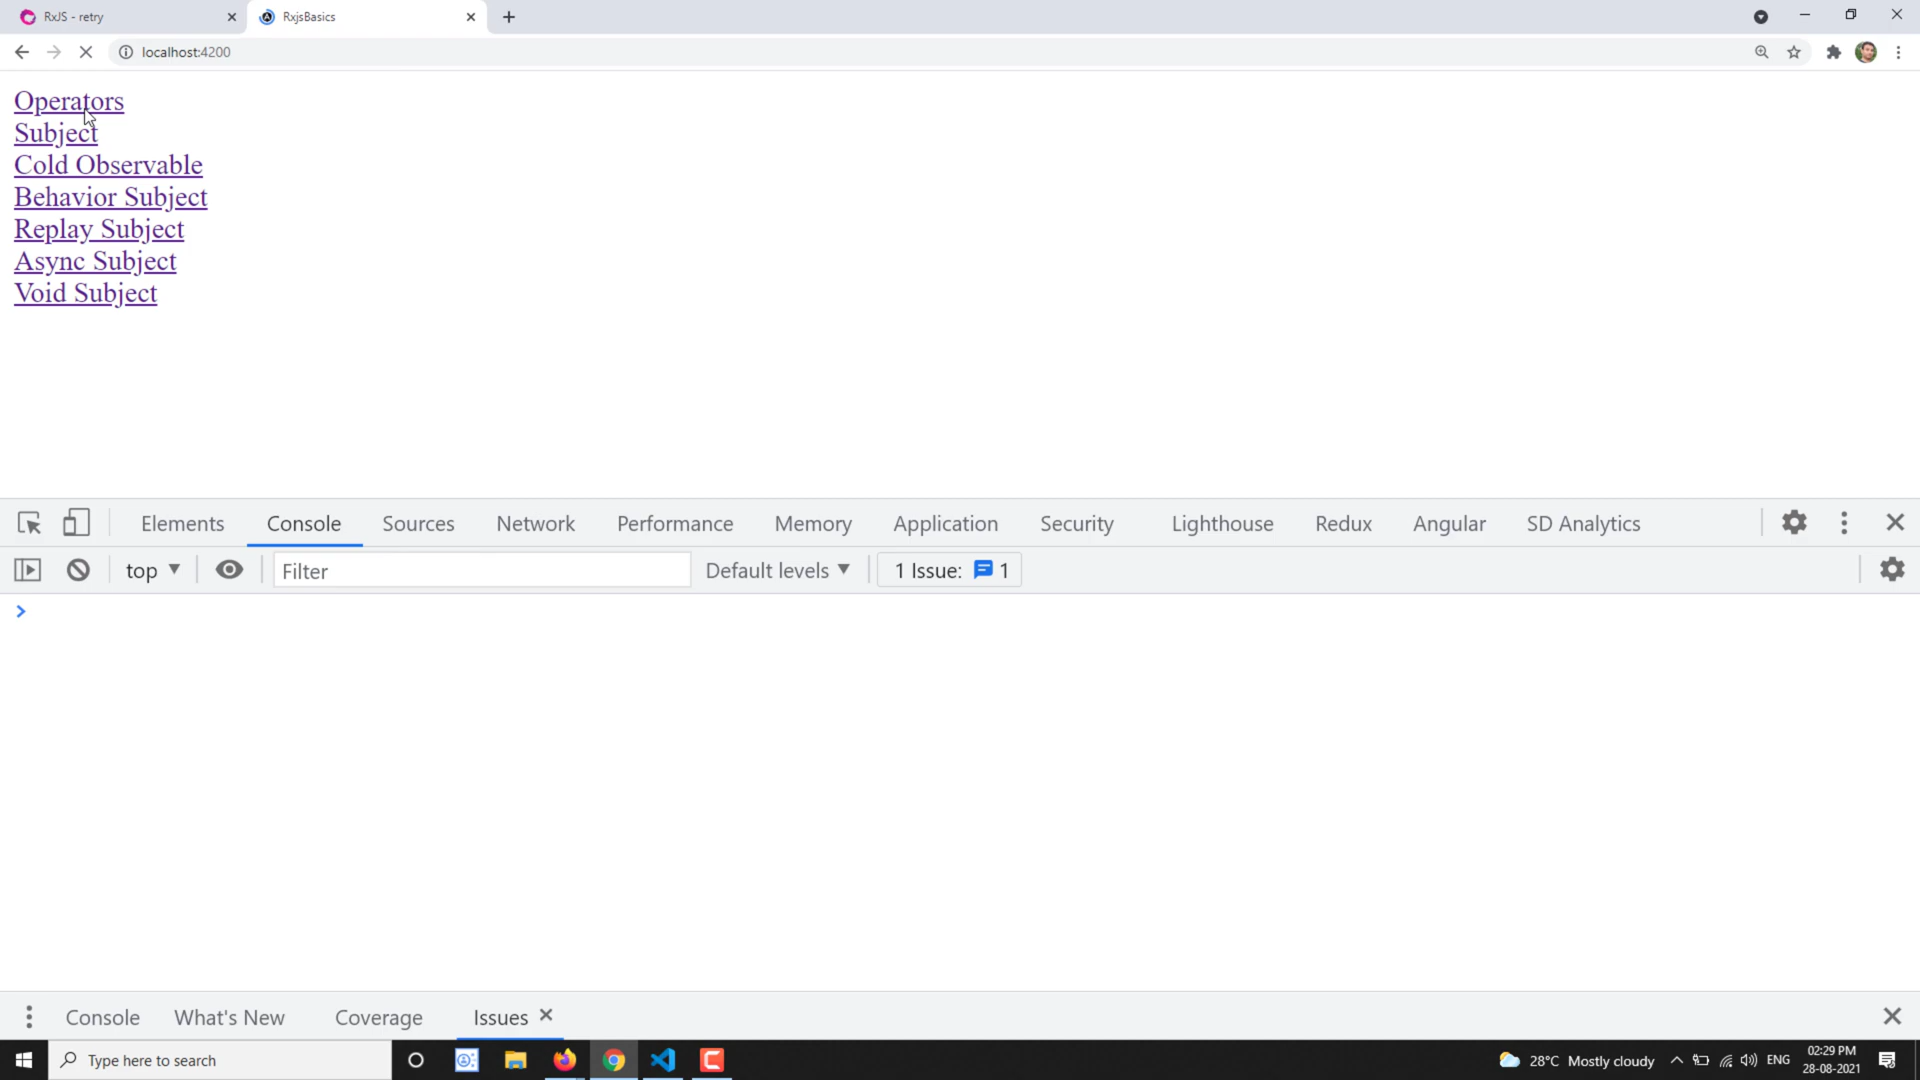 RxJS - retry
RxjsBasics
localhost:4200
Operators
Subject
Cold Observable
Behavior Subject
Replay Subject
Async Subject
Void Subject
Elements Console Sources Network Performance Memory Application Security Lighthouse Redux Angular SD Analytics
top Filter Default levels 1 Issue: 1
Console What's New Coverage Issues
Type here to search
28°C Mostly cloudy ENG
02:29 PM
28-08-2021